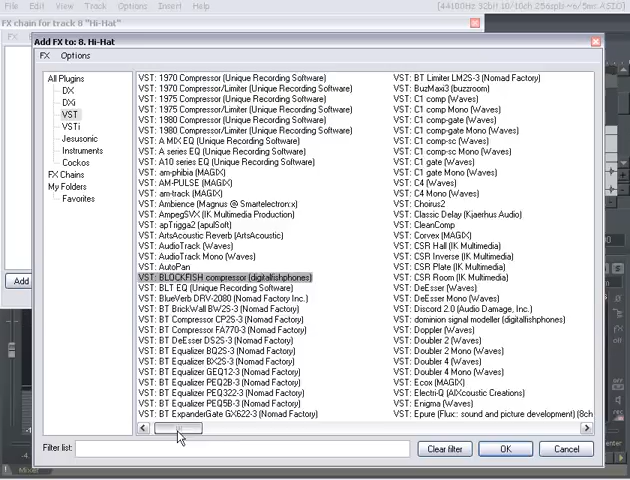 File Edit View Track Options Insert Help [44100Hz 32bit 10/10ch 256spls ~6/5ms ASIO]
FX chain for track 8 "Hi-Hat"
Add FX to: 8. Hi-Hat
FX Options
All Plugins
DX
DXi
VST
VSTi
Jesusonic
Instruments
Cockos
FX Chains
My Folders
Favorites
VST: 1970 Compressor (Unique Recording Software)
VST: 1970 Compressor/Limiter (Unique Recording Software)
VST: 1975 Compressor (Unique Recording Software)
VST: 1975 Compressor/Limiter (Unique Recording Software)
VST: 1980 Compressor (Unique Recording Software)
VST: 1980 Compressor/Limiter (Unique Recording Software)
VST: A MIX EQ (Unique Recording Software)
VST: A series EQ (Unique Recording Software)
VST: A10 series EQ (Unique Recording Software)
VST: am-phibia (MAGIX)
VST: AM-PULSE (MAGIX)
VST: am-track (MAGIX)
VST: Ambience (Magnus @ Smartelectron:x)
VST: AmpegSVX (IK Multimedia Production)
VST: apTrigga2 (apulSoft)
VST: ArtsAcoustic Reverb (ArtsAcoustic)
VST: AudioTrack (Waves)
VST: AudioTrack Mono (Waves)
VST: AutoPan
VST: BLOCKFISH compressor (digitalfishphones)
VST: BLT EQ (Unique Recording Software)
VST: BlueVerb DRV-2080 (Nomad Factory Inc.)
VST: BT BrickWall BW2S-3 (Nomad Factory)
VST: BT Compressor CP2S-3 (Nomad Factory)
VST: BT Compressor FA770-3 (Nomad Factory)
VST: BT DeEsser DS2S-3 (Nomad Factory)
VST: BT Equalizer BQ2S-3 (Nomad Factory)
VST: BT Equalizer BX2S-3 (Nomad Factory)
VST: BT Equalizer GEQ12-3 (Nomad Factory)
VST: BT Equalizer PEQ2B-3 (Nomad Factory)
VST: BT Equalizer PEQ322-3 (Nomad Factory)
VST: BT Equalizer PEQ5B-3 (Nomad Factory)
VST: BT ExpanderGate GX622-3 (Nomad Factory)
VST: BT Limiter LM2S-3 (Nomad Factory)
VST: BuzMaxi3 (buzzroom)
VST: C1 comp (Waves)
VST: C1 comp Mono (Waves)
VST: C1 comp-gate (Waves)
VST: C1 comp-gate Mono (Waves)
VST: C1 comp-sc (Waves)
VST: C1 comp-sc Mono (Waves)
VST: C1 gate (Waves)
VST: C1 gate Mono (Waves)
VST: C4 (Waves)
VST: C4 Mono (Waves)
VST: Choirus2
VST: Classic Delay (Kjaerhus Audio)
VST: CleanComp
VST: Corvex (MAGIX)
VST: CSR Hall (IK Multimedia)
VST: CSR Inverse (IK Multimedia)
VST: CSR Plate (IK Multimedia)
VST: CSR Room (IK Multimedia)
VST: DeEsser (Waves)
VST: DeEsser Mono (Waves)
VST: Discord 2.0 (Audio Damage, Inc.)
VST: dominion signal modeller (digitalfishphones)
VST: Doppler (Waves)
VST: Doubler 2 (Waves)
VST: Doubler 2 Mono (Waves)
VST: Doubler 4 (Waves)
VST: Doubler 4 Mono (Waves)
VST: Ecox (MAGIX)
VST: Electri-Q (AIXcoustic Creations)
VST: Enigma (Waves)
VST: Epure (Flux:: sound and picture development) (8ch
Add
Filter list:
Clear filter
OK
Cancel
Mixer